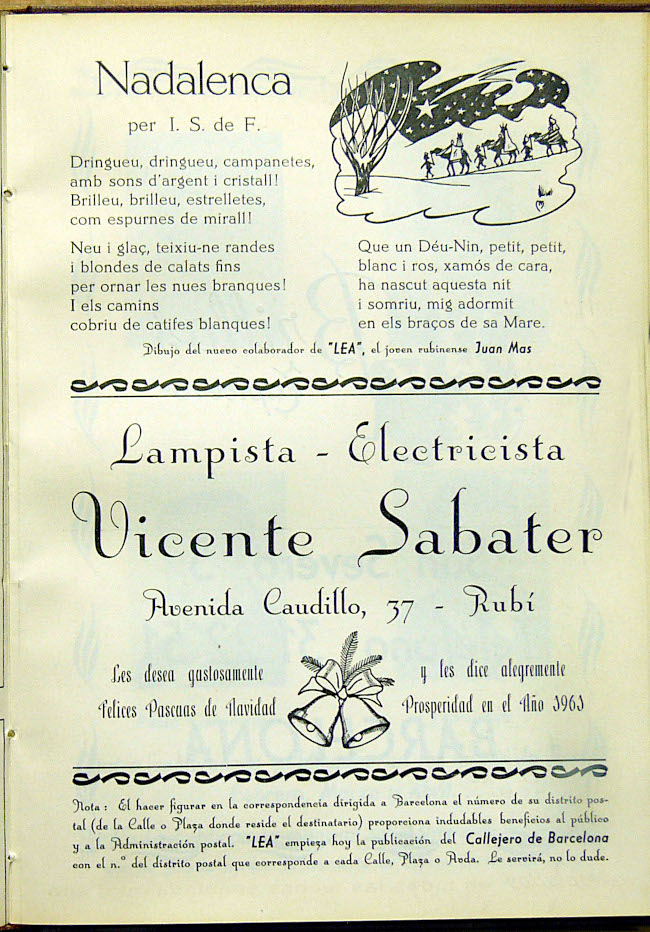 Nadalenca
per I. S. de F.
Dringueu, dringueu, campanetes,
amb sons d'argent i cristall!
Brilleu, brilleu, estrelletes,
com espurnes de mirall!
Neu i glaç, teixiu-ne randes
i blondes de calats fins
per ornar les nues branques!
I els camins
cobriu de catifes blanques!
Que un Déu-Nin, petit, petit,
blanc i ros, xamós de cara,
ha nascut aquesta nit
i somriu, mig adormit
en els braços de sa Mare.
Dibujo del nuevo colaborador de "LEA", el joven rubinense Juan Mas
Lampista - Electricista
Vicente Sabater
Avenida Caudillo, 37 - Rubí
Les desea gustosamente
Felices Pascuas de Navidad
y les dice alegremente
Prosperidad en el Año 1961
Nota : El hacer figurar en la correspondencia dirigida a Barcelona el número de su distrito pos-
tal (de la Calle o Plaza donde reside el destinatario) proporciona indudables beneficios al público
y a la Administración postal. "LEA" empieza hoy la publicación del Callejero de Barcelona
con el n.º del distrito postal que corresponde a cada Calle, Plaza o Avda. Le servirá, no lo dude.